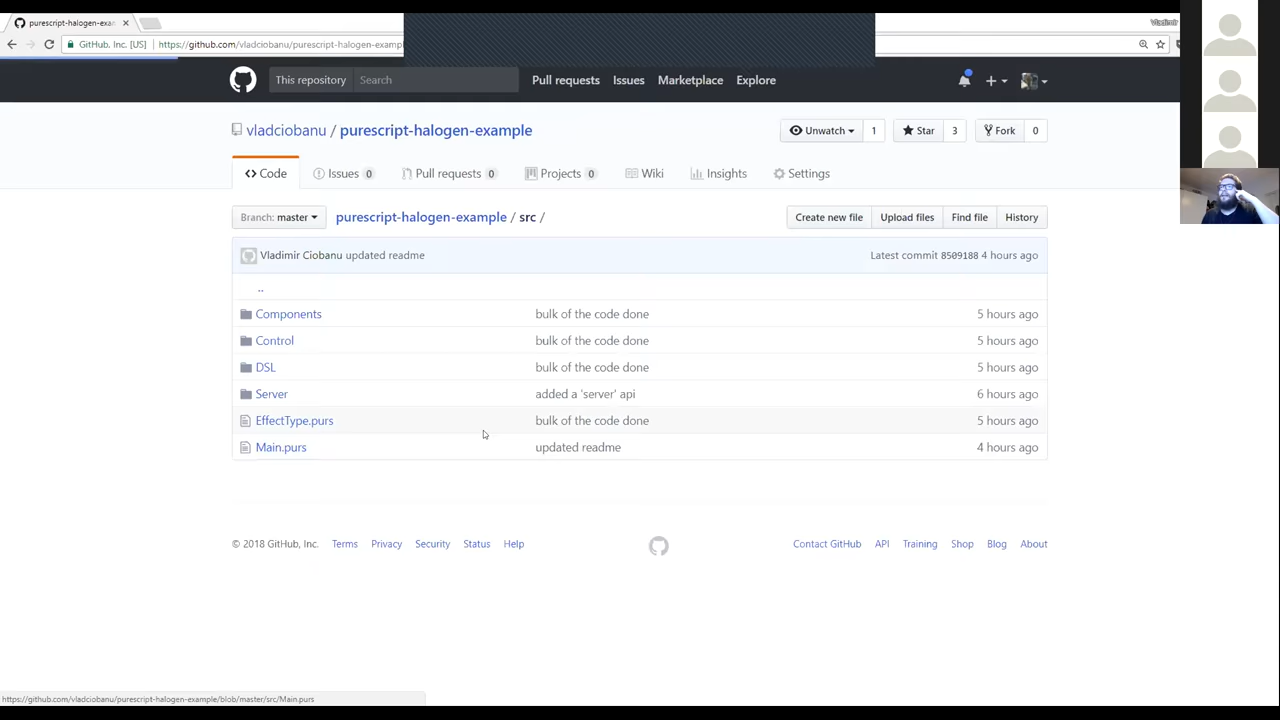 purescript-halogen-exa
Vladimir
GitHub, Inc. [US] https://github.com/vladciobanu/purescript-halogen-exampl
This repository Search Pull requests Issues Marketplace Explore
vladciobanu / purescript-halogen-example Unwatch 1 Star 3 Fork 0
Code Issues 0 Pull requests 0 Projects 0 Wiki Insights Settings
Branch: master purescript-halogen-example / src / Create new file Upload files Find file History
Vladimir Ciobanu updated readme Latest commit 8509188 4 hours ago
..
Components bulk of the code done 5 hours ago
Control bulk of the code done 5 hours ago
DSL bulk of the code done 5 hours ago
Server added a 'server' api 6 hours ago
EffectType.purs bulk of the code done 5 hours ago
Main.purs updated readme 4 hours ago
© 2018 GitHub, Inc. Terms Privacy Security Status Help Contact GitHub API Training Shop Blog About
https://github.com/vladciobanu/purescript-halogen-example/blob/master/src/Main.purs